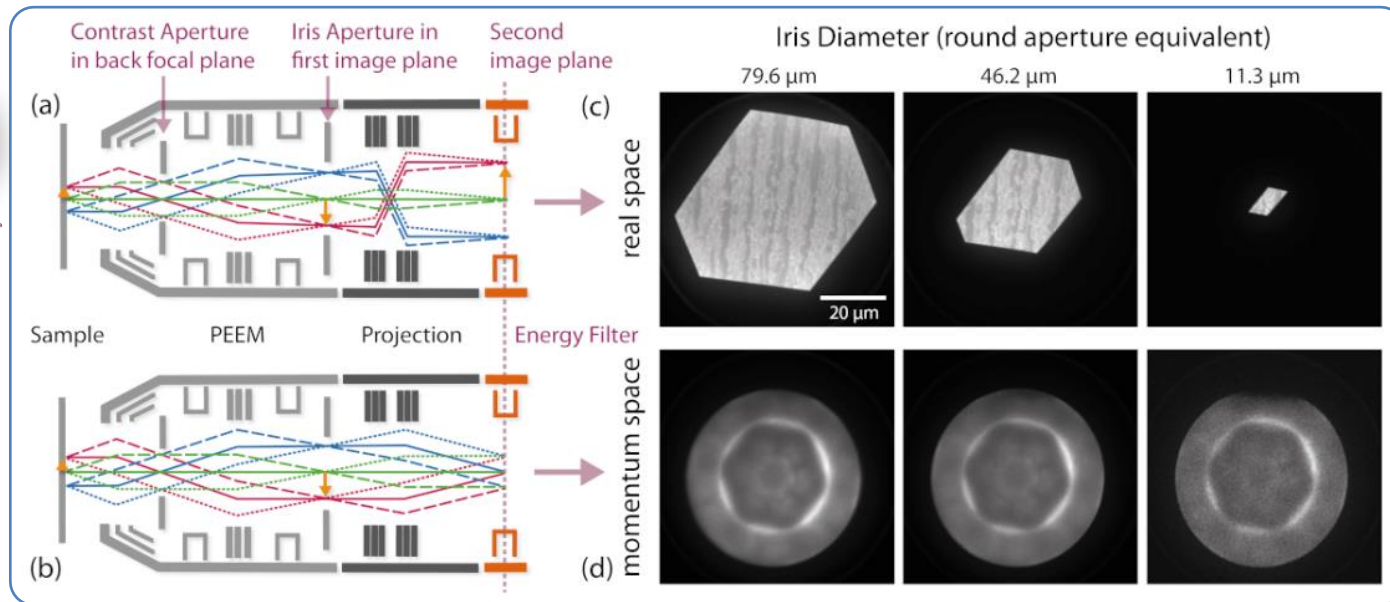 Contrast Aperture
in back focal plane
Iris Aperture in
first image plane
Second
image plane
(a)
Sample
PEEM
Projection
Energy Filter
(b)
Iris Diameter (round aperture equivalent)
79.6 μm
46.2 μm
11.3 μm
(c)
real space
20 μm
momentum space
(d)